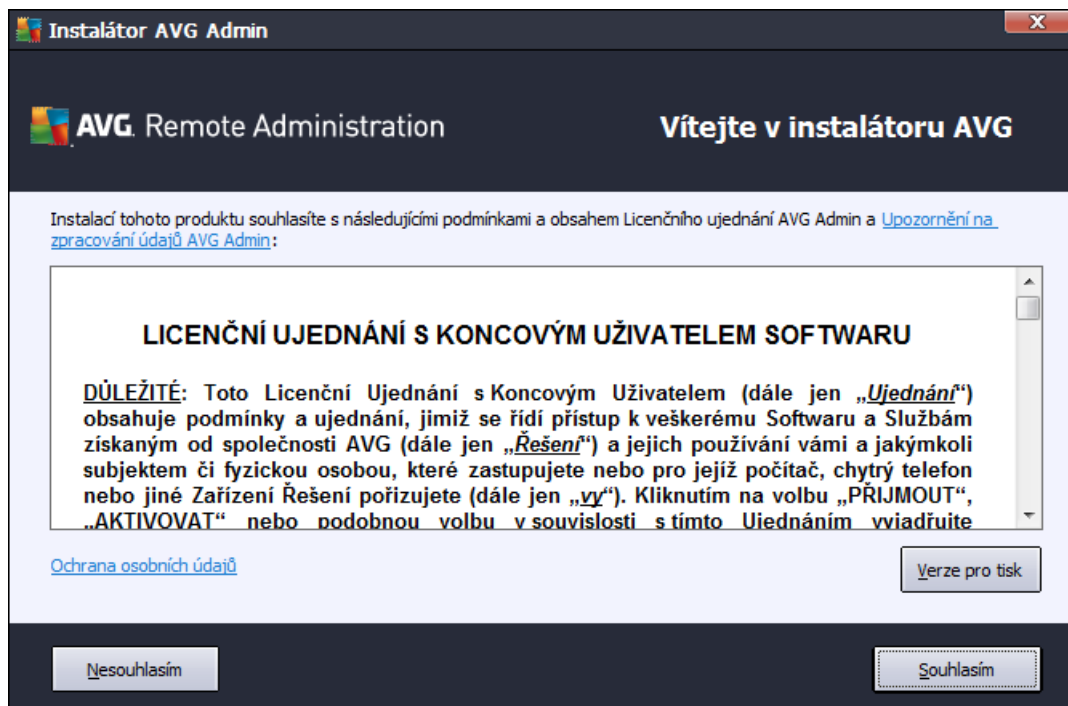 Instalátor AVG Admin
AVG. Remote Administration
Vítejte v instalátoru AVG
Instalací tohoto produktu souhlasíte s následujícími podmínkami a obsahem Licenčního ujednání AVG Admin a Upozornění na
zpracování údajů AVG Admin:
LICENČNÍ UJEDNÁNÍ S KONCOVÝM UŽIVATELEM SOFTWARU
DŮLEŽITÉ: Toto Licenční Ujednání s Koncovým Uživatelem (dále jen „Ujednání“)
obsahuje podmínky a ujednání, jimiž se řídí přístup k veškerému Softwaru a Službám
získaným od společnosti AVG (dále jen „Řešení“) a jejich používání vámi a jakýmkoli
subjektem či fyzickou osobou, které zastupujete nebo pro jejíž počítač, chytrý telefon
nebo jiné Zařízení Řešení pořizujete (dále jen „vy“). Kliknutím na volbu „PŘIJMOUT“,
„AKTIVOVAT“ nebo podobnou volbu v souvislosti s tímto Ujednáním vyjadřujte
Ochrana osobních údajů
Verze pro tisk
Nesouhlasím
Souhlasím